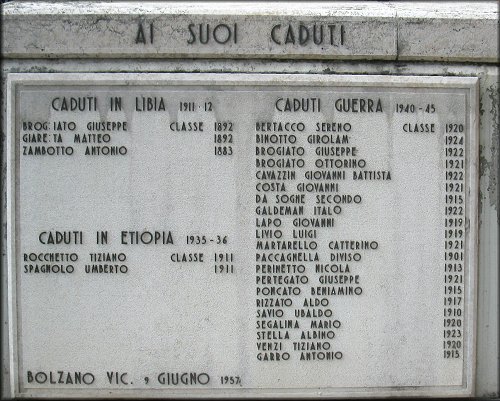 AI SUOI CADUTI
CADUTI IN LIBIA 1911-12
BROGIATO GIUSEPPE CLASSE 1892
GIARETTA MATTEO 1892
ZAMBOTTO ANTONIO 1883
CADUTI IN ETIOPIA 1935-36
ROCCHETTO TIZIANO CLASSE 1911
SPAGNOLO UMBERTO 1911
CADUTI GUERRA 1940-45
BERTACCO SERENO CLASSE 1920
BINOTTO GIROLAM 1924
BROGIATO GIUSEPPE 1922
BROGIATO OTTORINO 1921
CAVAZZIN GIOVANNI BATTISTA 1922
COSTA GIOVANNI 1921
DA SOGHE SECONDO 1915
GALDEMAN ITALO 1922
LAPO GIOVANNI 1919
LIVIO LUIGI 1919
MARTARELLO CATTERINO 1921
PACCAGNELLA DIVISO 1901
PERINETTO NICOLA 1913
PERTEGATO GIUSEPPE 1921
PONCATO BENIAMINO 1915
RIZZATO ALDO 1917
SAVIO UBALDO 1910
SEGALINA MARIO 1920
STELLA ALBINO 1923
VENZI TIZIANO 1920
GARRO ANTONIO 1915
BOLZANO VIC. 9 GIUGNO 1957